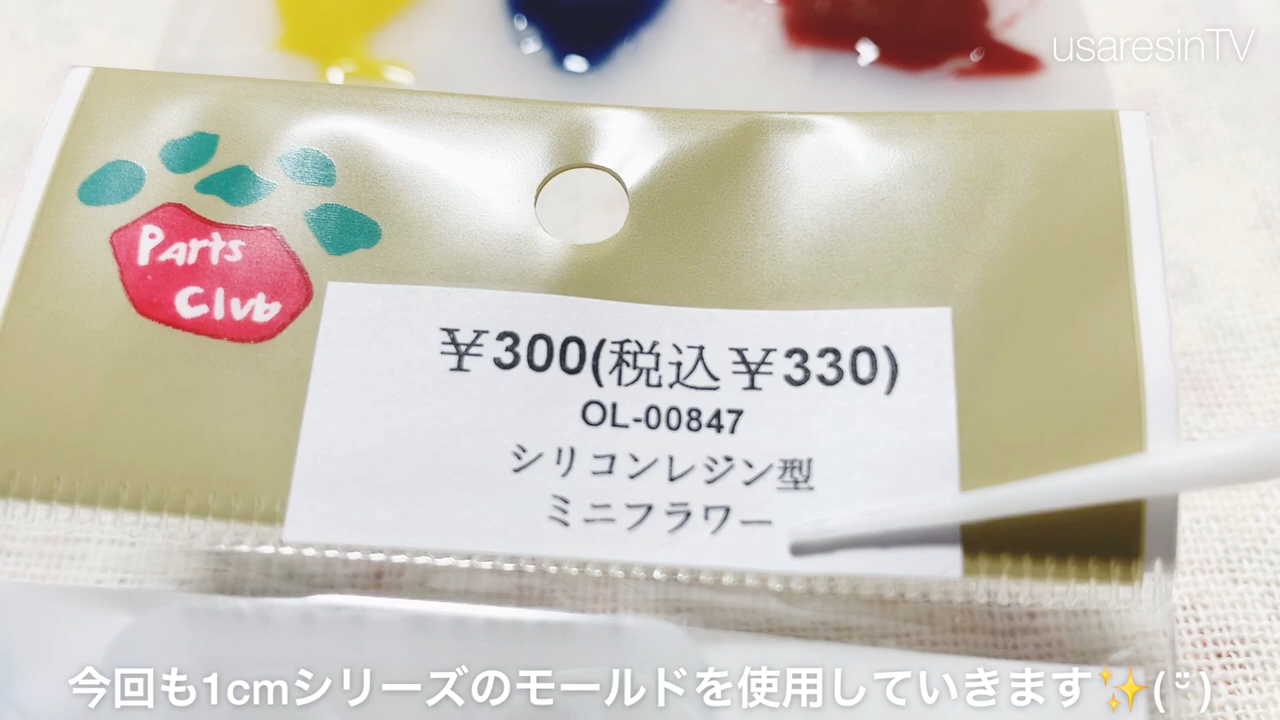 usaresinTV
Parts
Club
￥300(税込￥330)
OL-00847
シリコンレジン型
ミニフラワー
今回も1cmシリーズのモールドを使用していきます✨(ᵕ̈ )